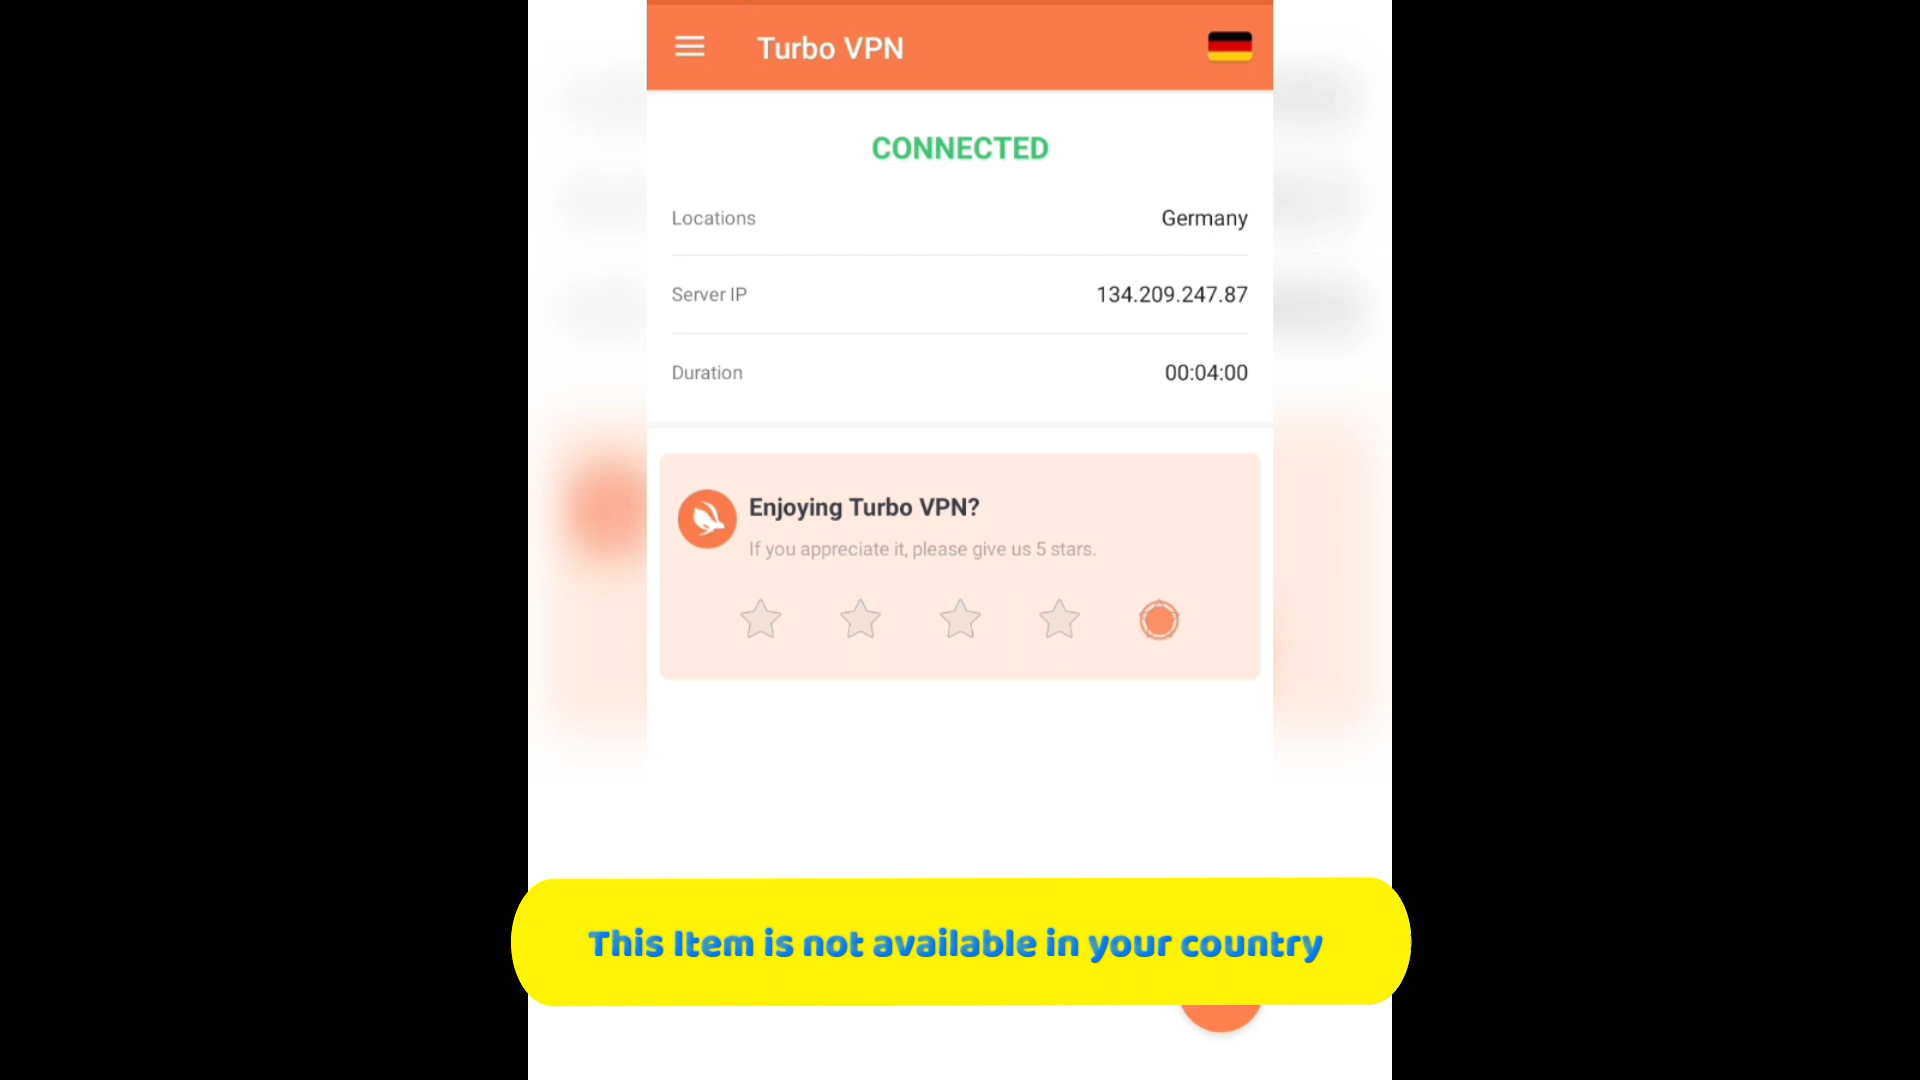 Turbo VPN
CONNECTED
Locations Germany
Server IP 134.209.247.87
Duration 00:04:00
Enjoying Turbo VPN?
If you appreciate it, please give us 5 stars.
This Item is not available in your country